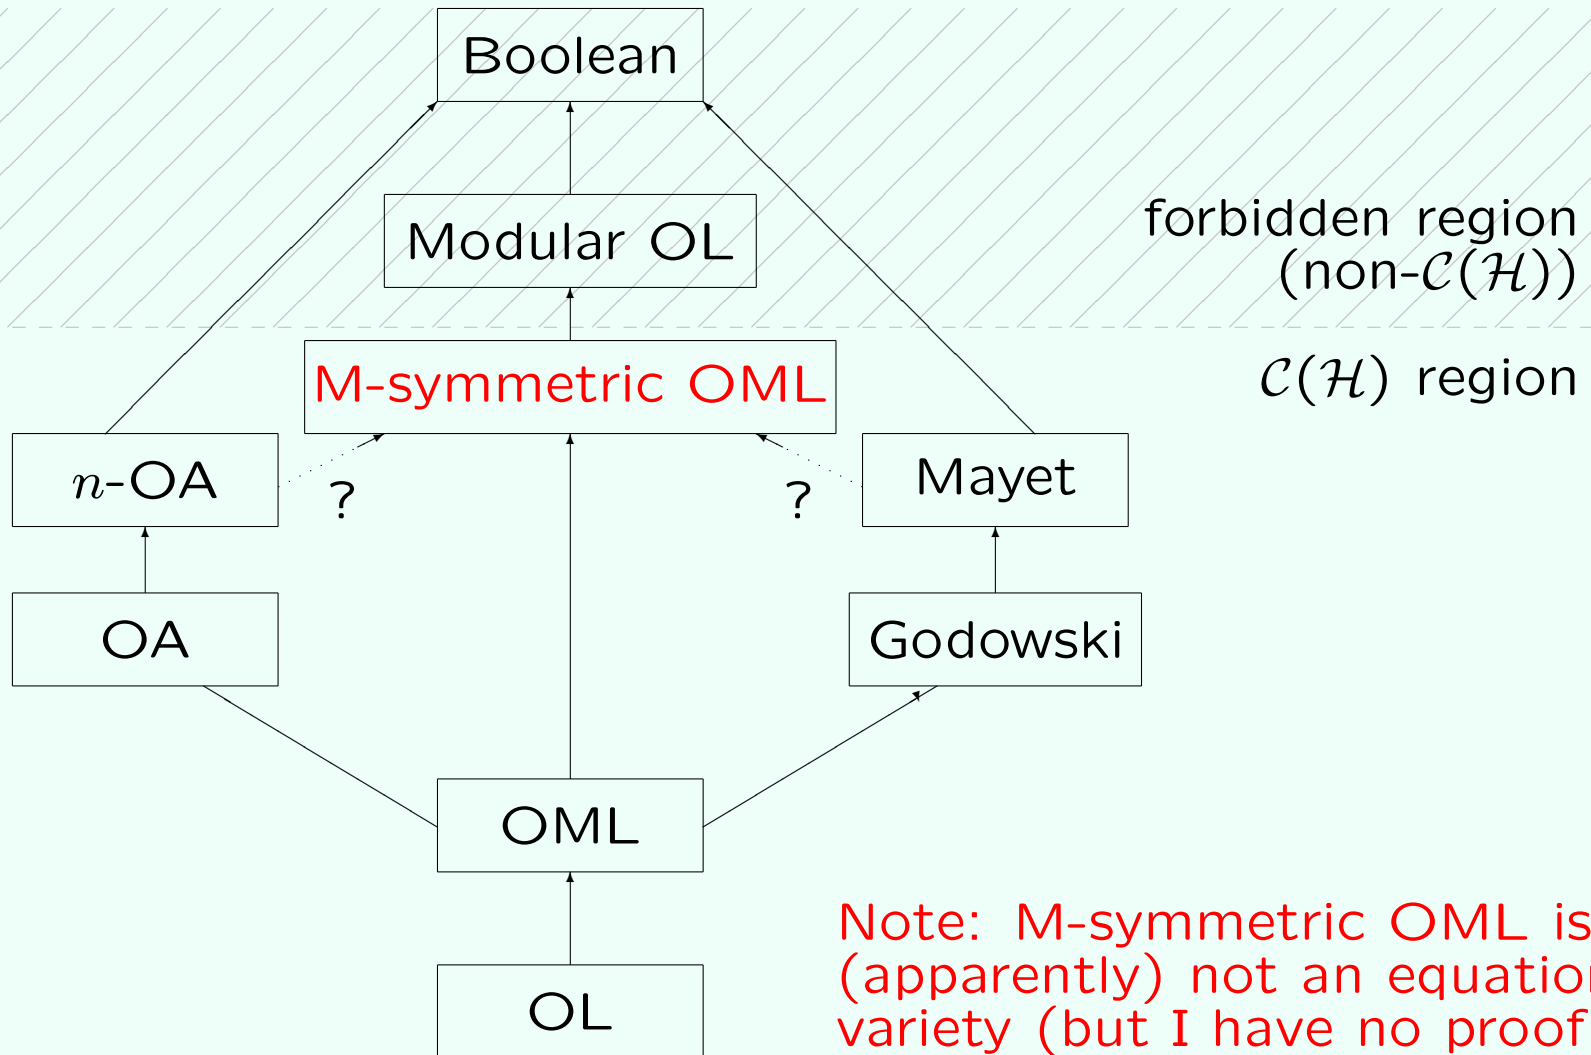 Boolean
forbidden region
Modular OL
(non-𝒞(ℋ))
M-symmetric OML
𝒞(ℋ) region
n-OA
?
?
Mayet
OA
Godowski
OML
Note: M-symmetric OML is
(apparently) not an equation
OL
variety (but I have no proof